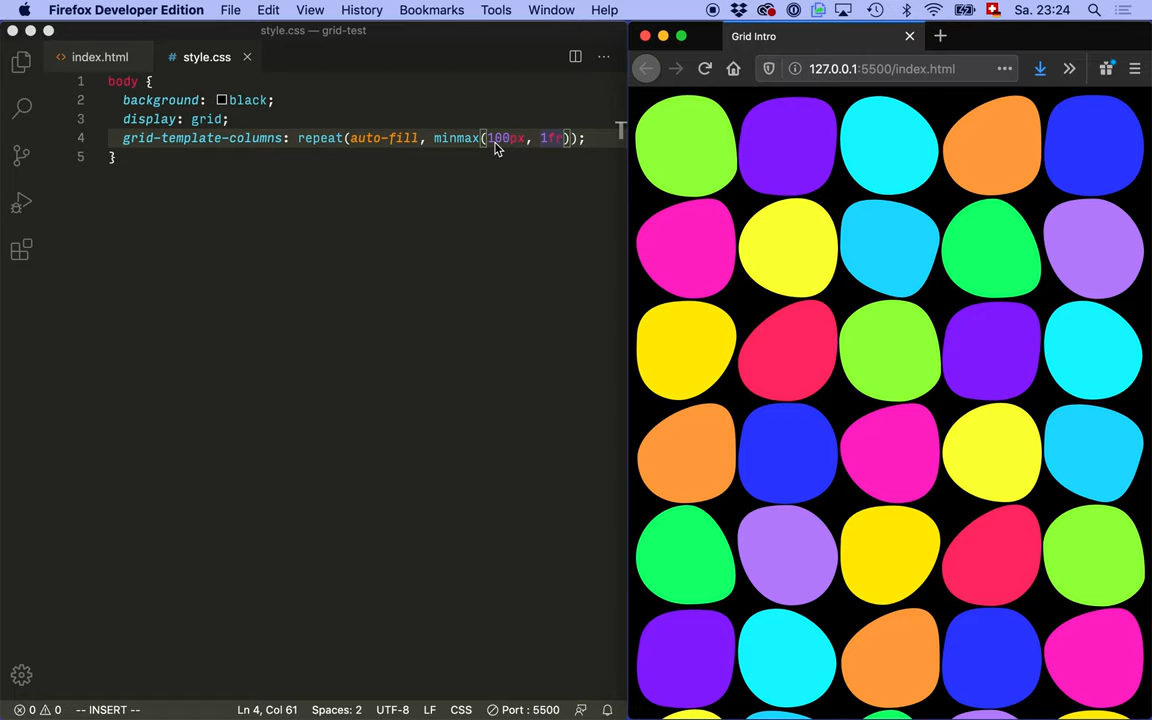 Firefox Developer Edition File Edit View History Bookmarks Tools Window Help Sa. 23:24
style.css — grid-test
index.html # style.css
Grid Intro
127.0.0.1:5500/index.html
1 body {
2 background: black;
3 display: grid;
4 grid-template-columns: repeat(auto-fill, minmax(100px, 1fr));
5 }
T
0 0 -- INSERT -- Ln 4, Col 61 Spaces: 2 UTF-8 LF CSS Port : 5500